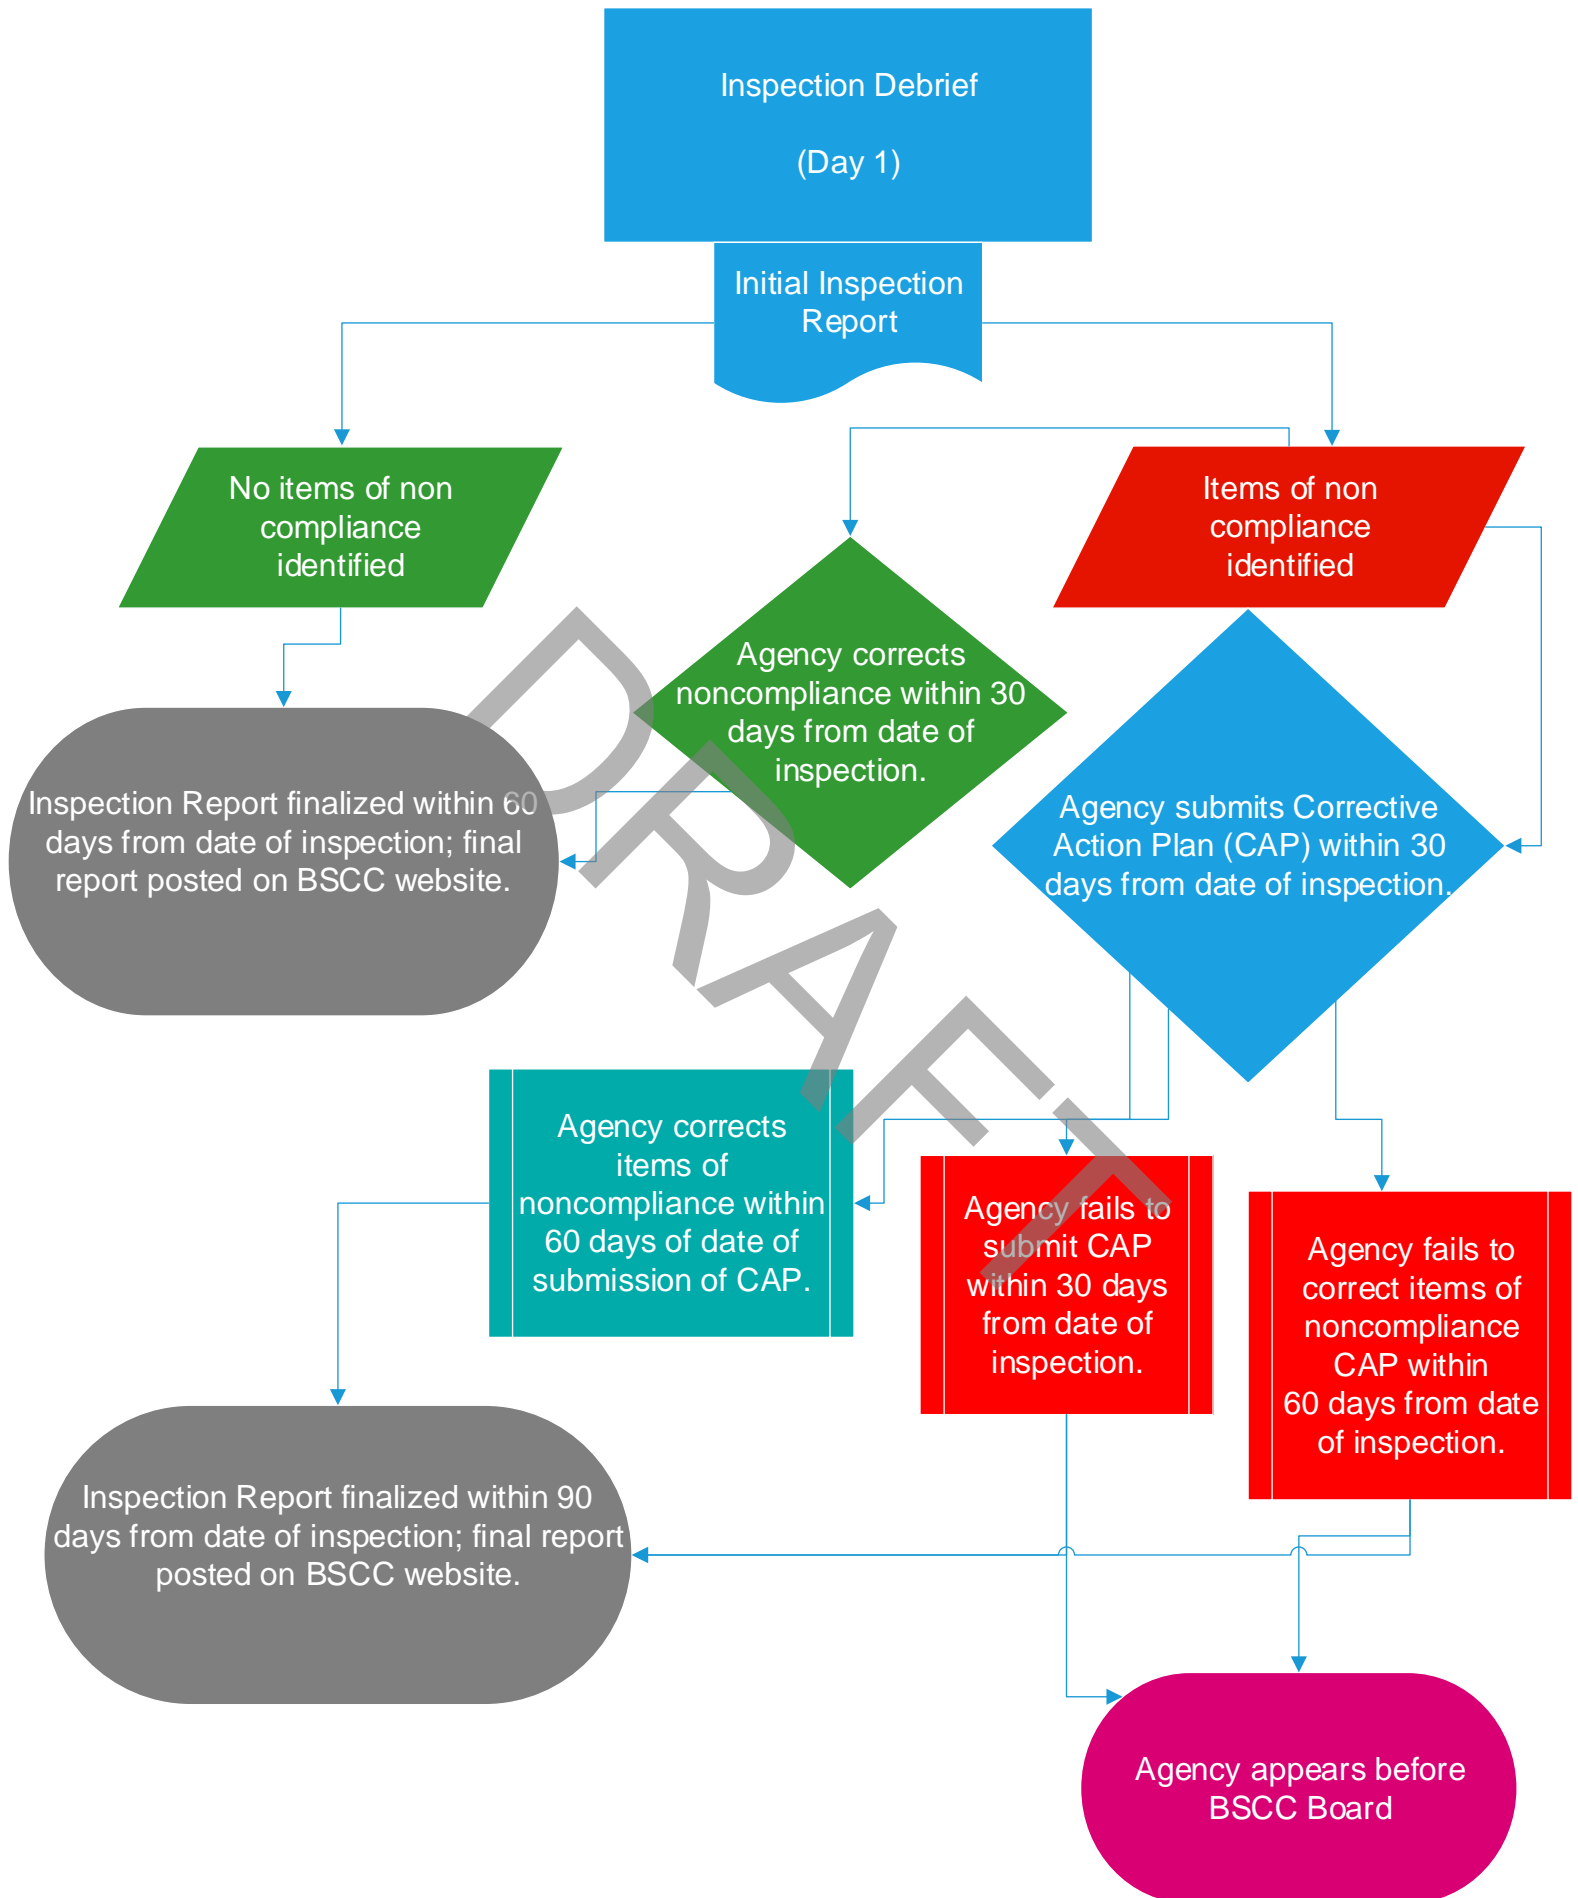 Inspection Debrief
(Day 1)
Initial Inspection
Report
No items of non
compliance
identified
Items of non
compliance
identified
Agency corrects
noncompliance within 30
days from date of
inspection.
Inspection Report finalized within 60
days from date of inspection; final
report posted on BSCC website.
Agency submits Corrective
Action Plan (CAP) within 30
days from date of inspection.
DRAFT
Agency corrects
items of
noncompliance within
60 days of date of
submission of CAP.
Agency fails to
submit CAP
within 30 days
from date of
inspection.
Agency fails to
correct items of
noncompliance
CAP within
60 days from date
of inspection.
Inspection Report finalized within 90
days from date of inspection; final report
posted on BSCC website.
Agency appears before
BSCC Board